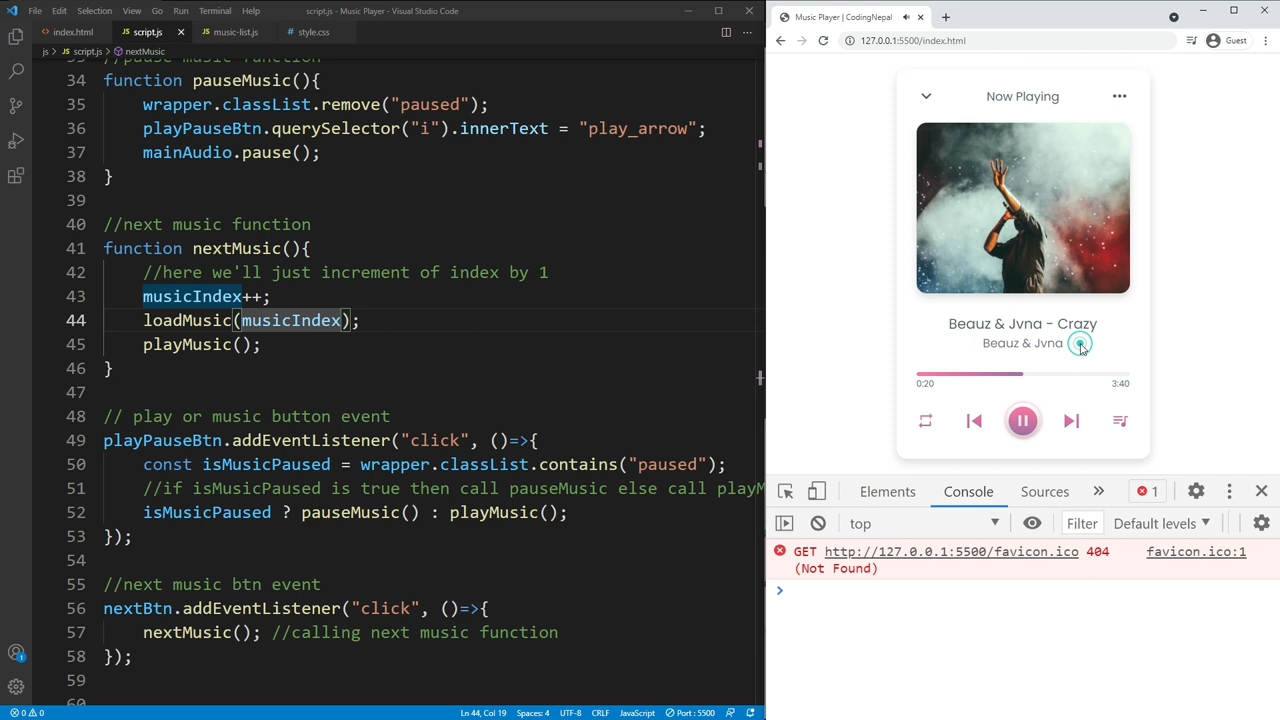 File Edit Selection View Go Run Terminal Help script.js - Music Player - Visual Studio Code
index.html script.js music-list.js style.css
js > script.js > nextMusic
33 //pause music function
34 function pauseMusic(){
35 wrapper.classList.remove("paused");
36 playPauseBtn.querySelector("i").innerText = "play_arrow";
37 mainAudio.pause();
38 }
39
40 //next music function
41 function nextMusic(){
42 //here we'll just increment of index by 1
43 musicIndex++;
44 loadMusic(musicIndex);
45 playMusic();
46 }
47
48 // play or music button event
49 playPauseBtn.addEventListener("click", ()=>{
50 const isMusicPaused = wrapper.classList.contains("paused");
51 //if isMusicPaused is true then call pauseMusic else call playM
52 isMusicPaused ? pauseMusic() : playMusic();
53 });
54
55 //next music btn event
56 nextBtn.addEventListener("click", ()=>{
57 nextMusic(); //calling next music function
58 });
59
60
1
0 0 Ln 44, Col 19 Spaces: 4 UTF-8 CRLF JavaScript Port : 5500
Music Player | CodingNepal
127.0.0.1:5500/index.html Guest
Now Playing
Beauz & Jvna - Crazy
Beauz & Jvna
0:20 3:40
Elements Console Sources 1
top Filter Default levels
GET http://127.0.0.1:5500/favicon.ico 404 favicon.ico:1
(Not Found)